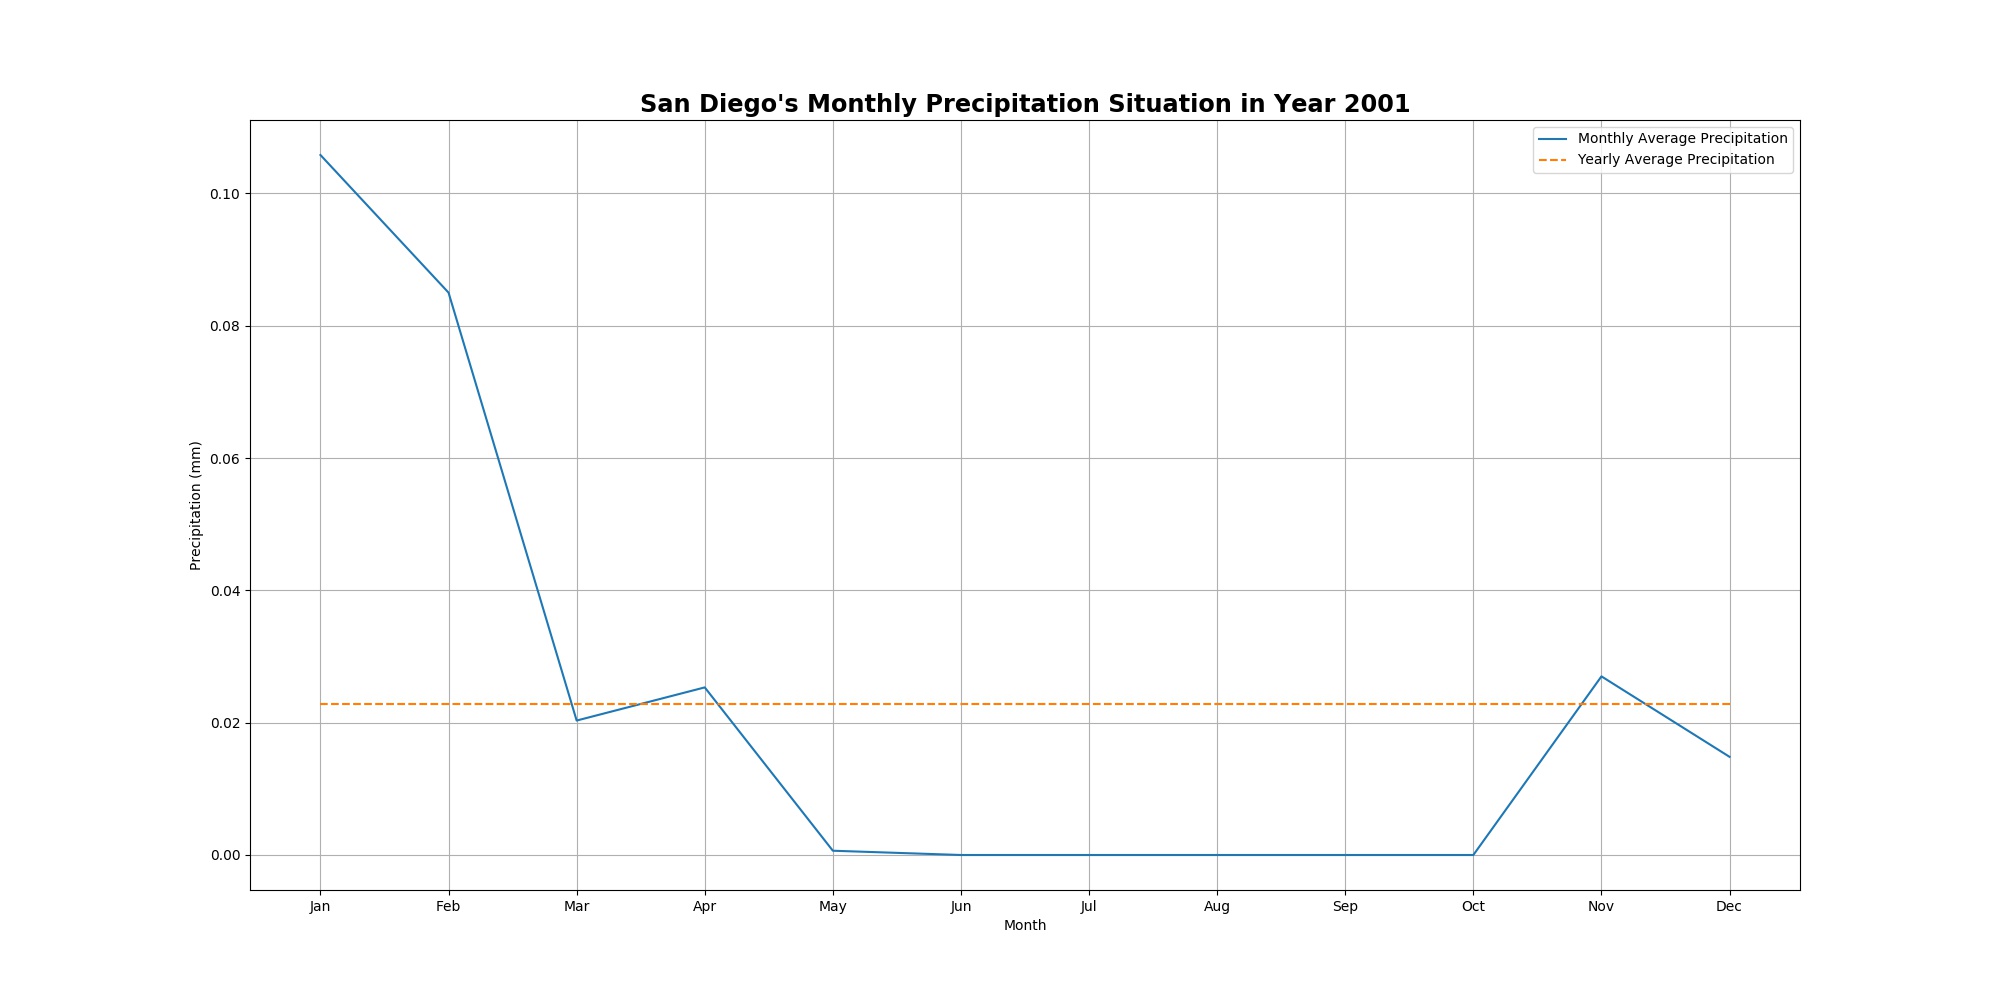 San Diego's Monthly Precipitation Situation in Year 2001
Monthly Average Precipitation
Yearly Average Precipitation
0.10
0.08
0.06
0.04
0.02
0.00
Precipitation (mm)
Jan Feb Mar Apr May Jun Jul Aug Sep Oct Nov Dec
Month